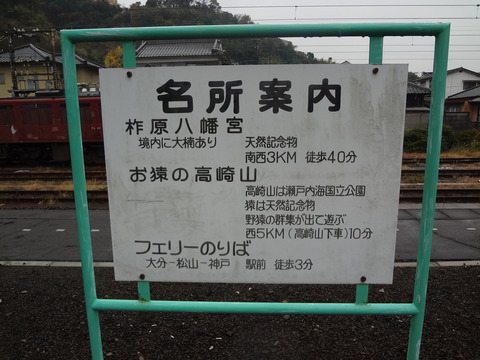 名所案内
柞原八幡宮
境内に大楠あり 天然記念物
南西3KM 徒歩40分
お猿の高崎山
高崎山は瀬戸内海国立公園
猿は天然記念物
野猿の群集が出て遊ぶ
西5KM(高崎山下車)10分
フェリーのりば
大分-松山-神戸 駅前 徒歩3分